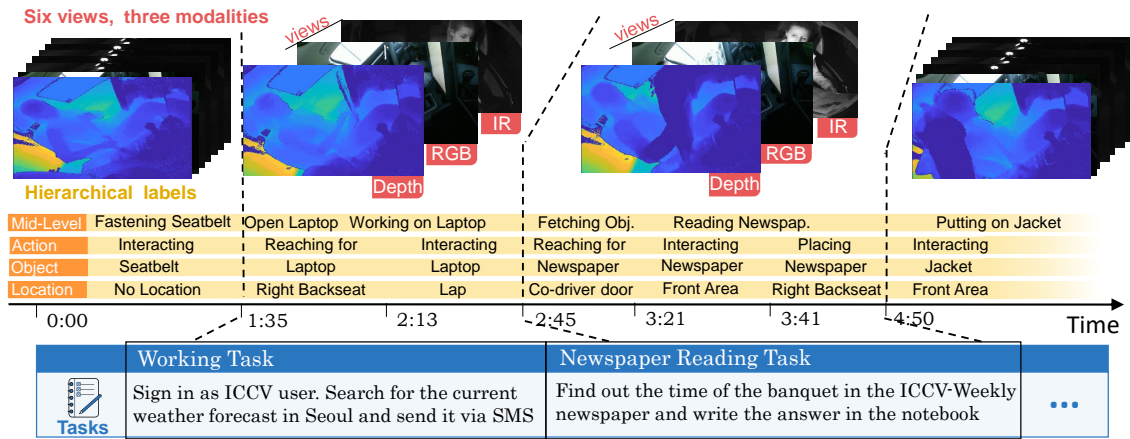 Six views, three modalities
views
IR
RGB
Depth
views
IR
RGB
Depth
Hierarchical labels
Mid-Level Fastening Seatbelt Open Laptop Working on Laptop Fetching Obj. Reading Newspap. Putting on Jacket
Action Interacting Reaching for Interacting Reaching for Interacting Placing Interacting
Object Seatbelt Laptop Laptop Newspaper Newspaper Newspaper Jacket
Location No Location Right Backseat Lap Co-driver door Front Area Right Backseat Front Area
0:00 1:35 2:13 2:45 3:21 3:41 4:50 Time
Working Task Newspaper Reading Task
Sign in as ICCV user. Search for the current
weather forecast in Seoul and send it via SMS
Find out the time of the banquet in the ICCV-Weekly
newspaper and write the answer in the notebook
...
Tasks